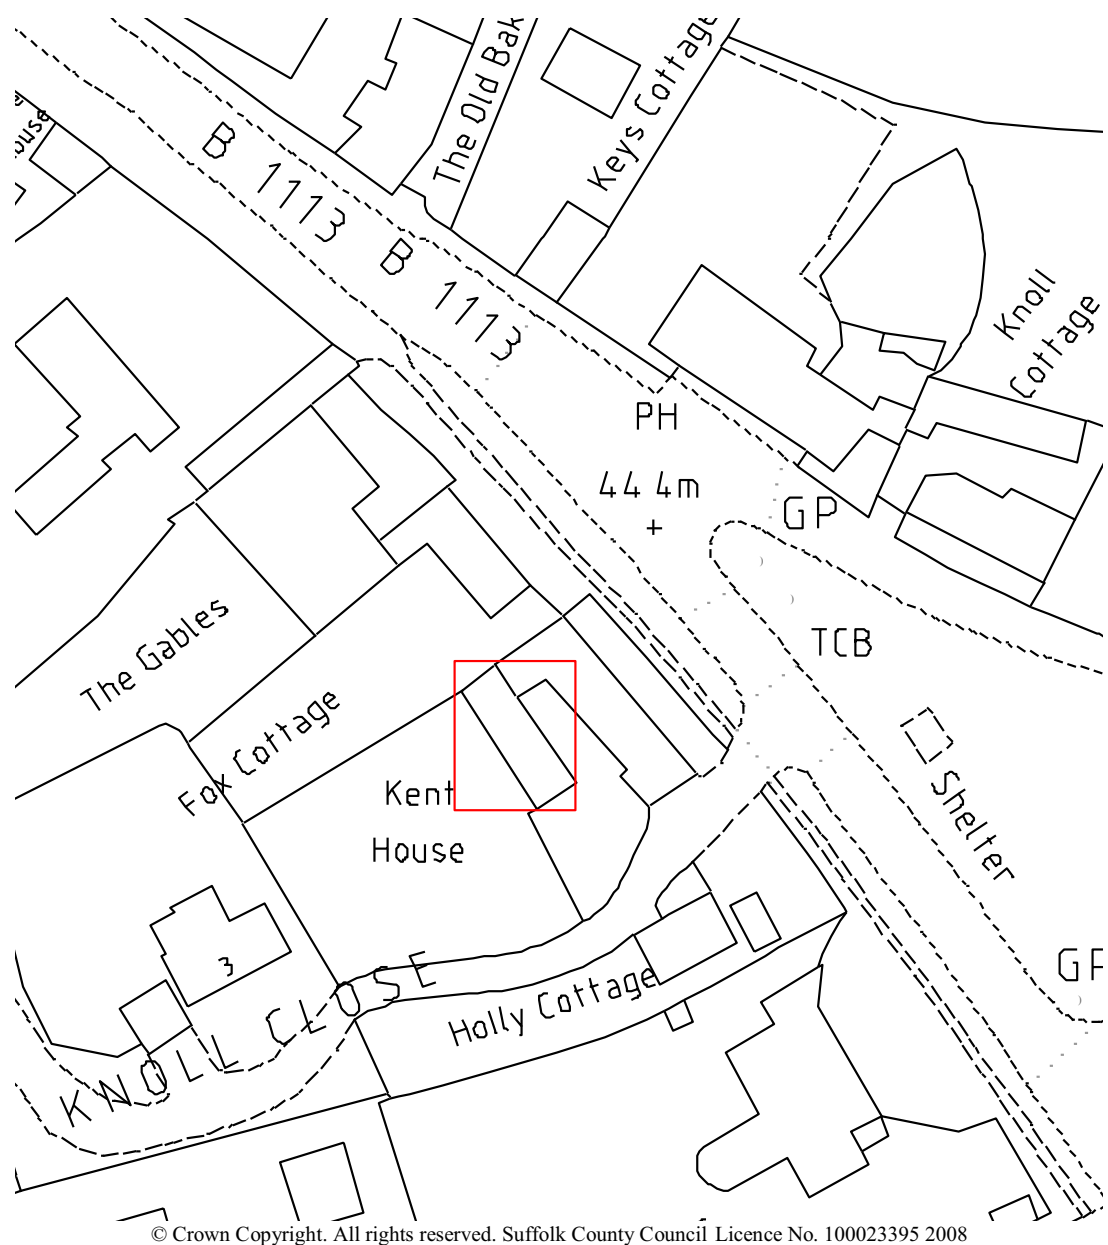 The Old Bak
Keys Cottage
ouse
B 1113
B 1113
Knoll
Cottage
PH
44 4m
GP
The Gables
TCB
Fox Cottage
Kent
House
Shelter
3
KNOLL CLOSE
Holly Cottage
GP
© Crown Copyright. All rights reserved. Suffolk County Council Licence No. 100023395 2008